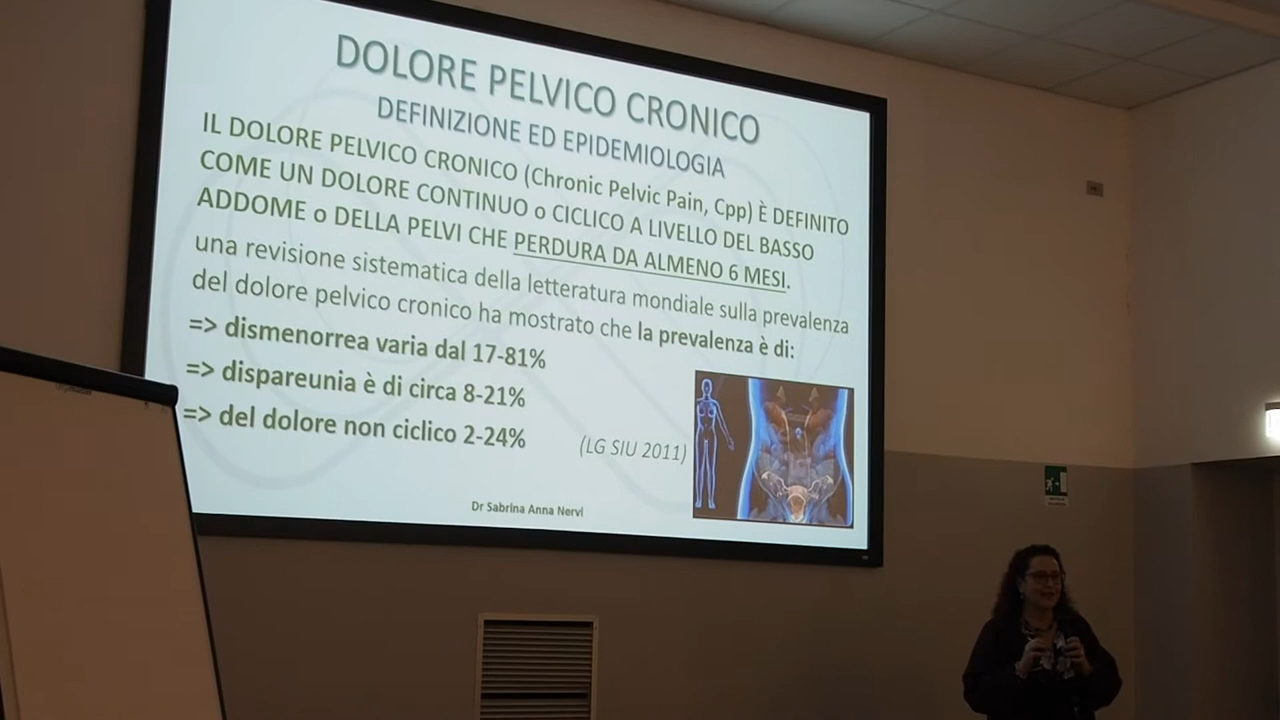 DOLORE PELVICO CRONICO
DEFINIZIONE ED EPIDEMIOLOGIA
IL DOLORE PELVICO CRONICO (Chronic Pelvic Pain, Cpp) È DEFINITO
COME UN DOLORE CONTINUO o CICLICO A LIVELLO DEL BASSO
ADDOME o DELLA PELVI CHE PERDURA DA ALMENO 6 MESI.
una revisione sistematica della letteratura mondiale sulla prevalenza
del dolore pelvico cronico ha mostrato che la prevalenza è di:
=> dismenorrea varia dal 17-81%
=> dispareunia è di circa 8-21%
=> del dolore non ciclico 2-24%
(LG SIU 2011)
Dr Sabrina Anna Nervi